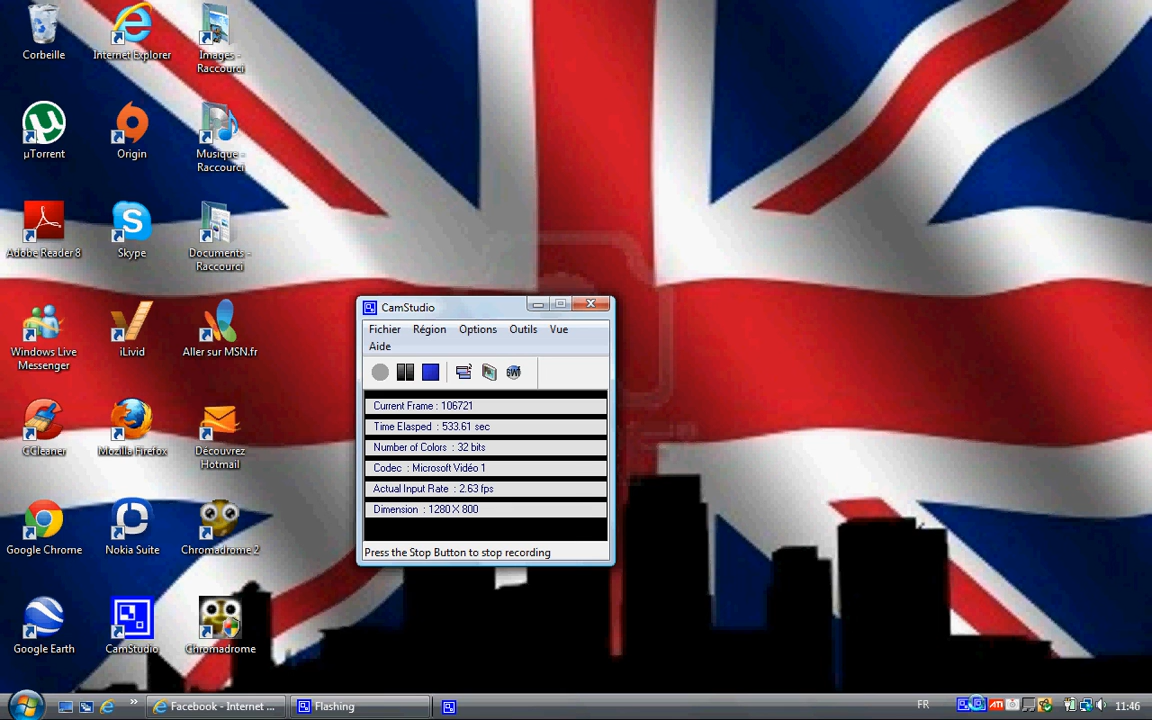 Corbeille
Internet Explorer
Images -
Raccourci
µTorrent
Origin
Musique -
Raccourci
Adobe Reader 8
Skype
Documents -
Raccourci
Windows Live
Messenger
iLivid
Aller sur MSN.fr
CCleaner
Mozilla Firefox
Découvrez
Hotmail
Google Chrome
Nokia Suite
Chromadrome 2
Google Earth
CamStudio
Chromadrome
CamStudio
Fichier Région Options Outils Vue
Aide
Current Frame : 106721
Time Elasped : 533.61 sec
Number of Colors : 32 bits
Codec : Microsoft Vidéo 1
Actual Input Rate : 2.63 fps
Dimension : 1280 X 800
Press the Stop Button to stop recording
Facebook - Internet ...
Flashing
FR
ATI
11:46